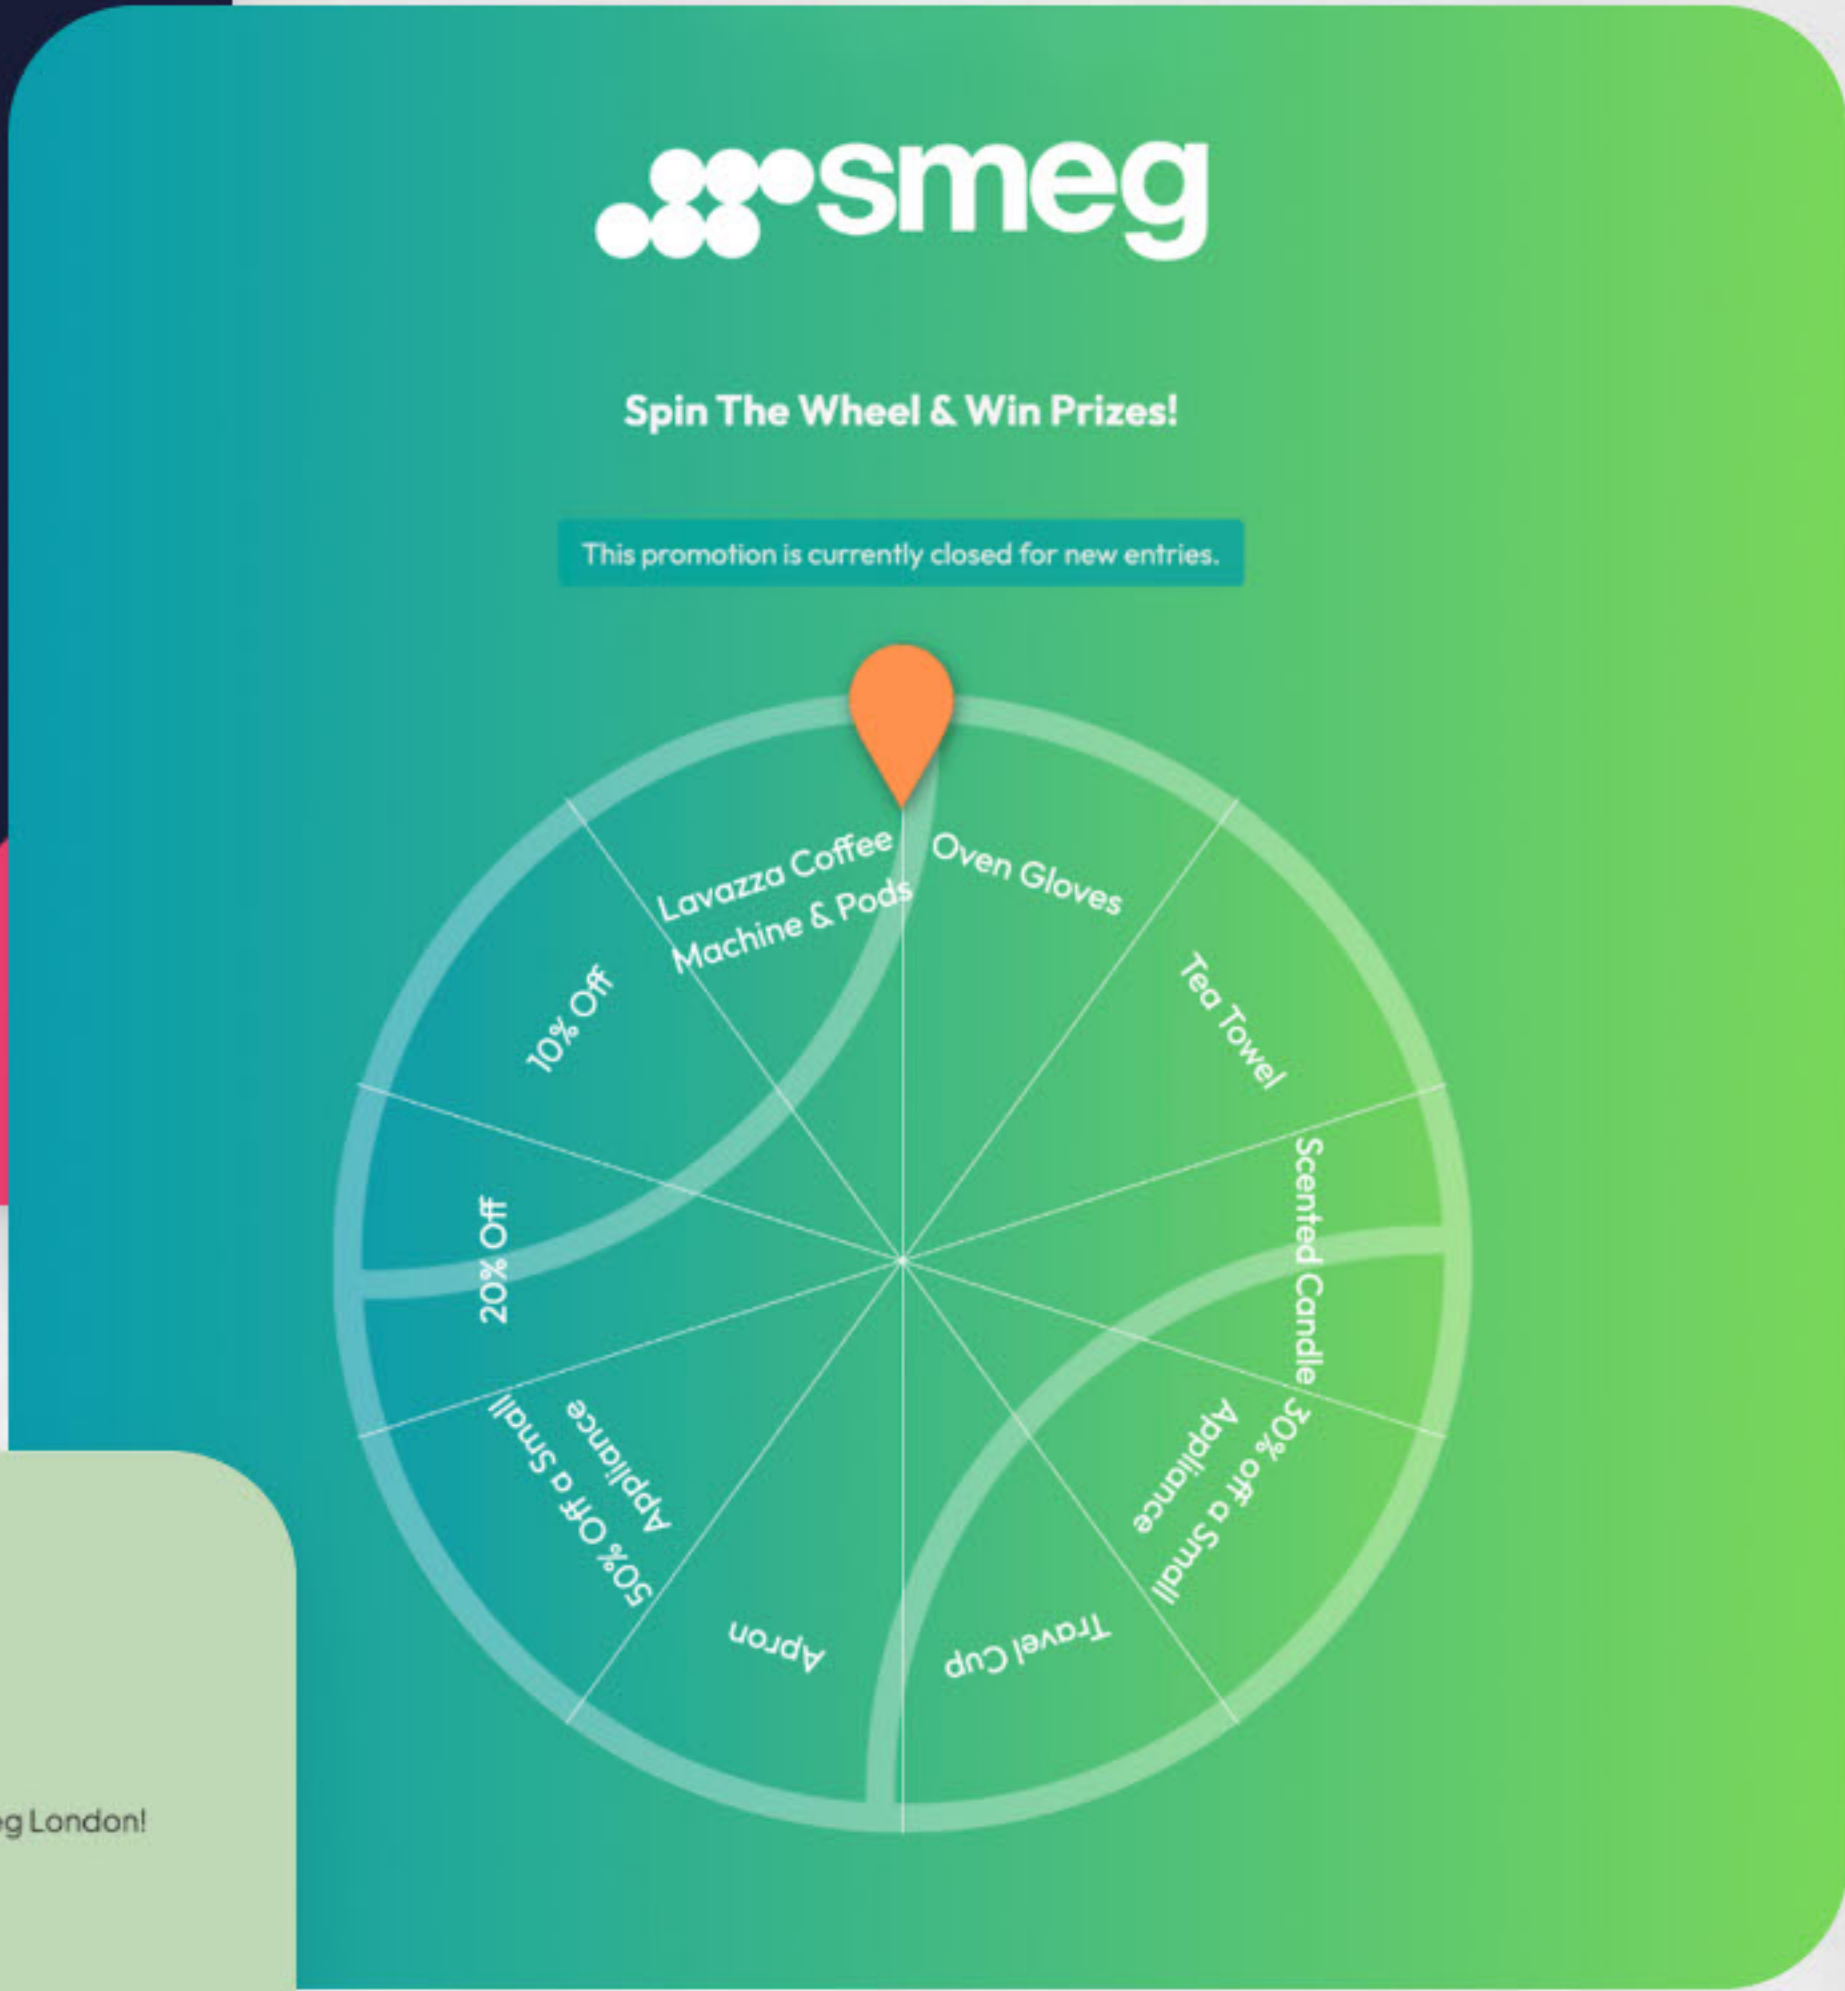 smeg
Spin The Wheel & Win Prizes!
This promotion is currently closed for new entries.
Oven Gloves
Tea Towel
Scented Candle
30% off a Small
Appliance
Travel Cup
Apron
50% Off a Small
Appliance
20% Off
10% Off
Lavazza Coffee
Machine & Pods
London!